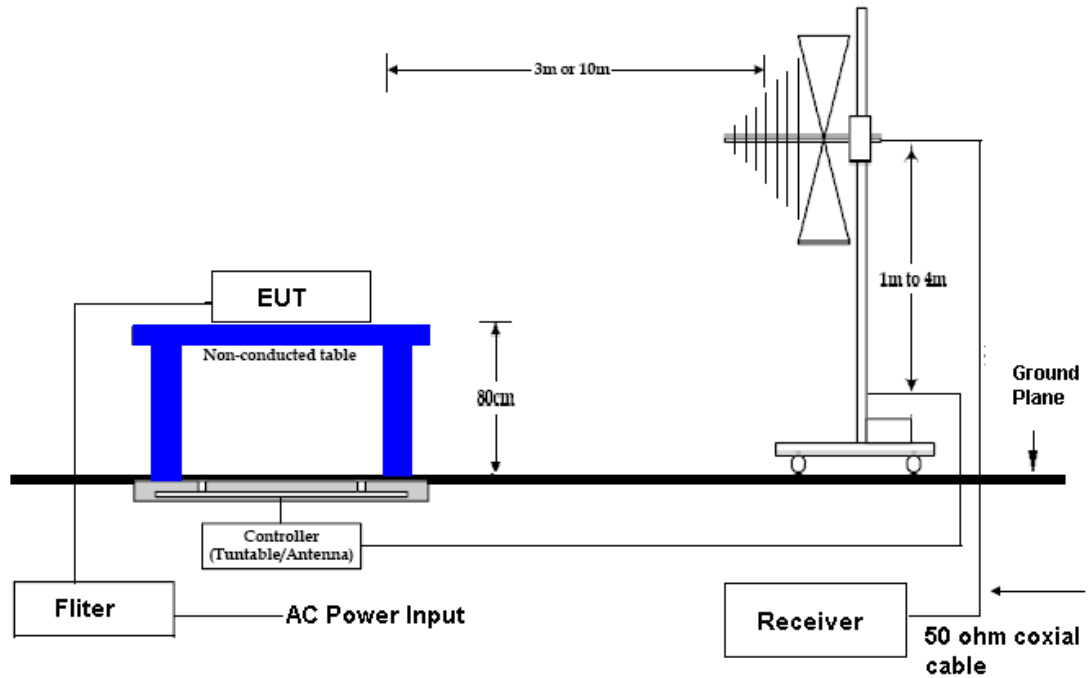 3m or 10m
1m to 4m
EUT
Non-conducted table
80cm
Ground
Plane
Controller
(Tuntable/Antenna)
Fliter
AC Power Input
Receiver
50 ohm coxial
cable